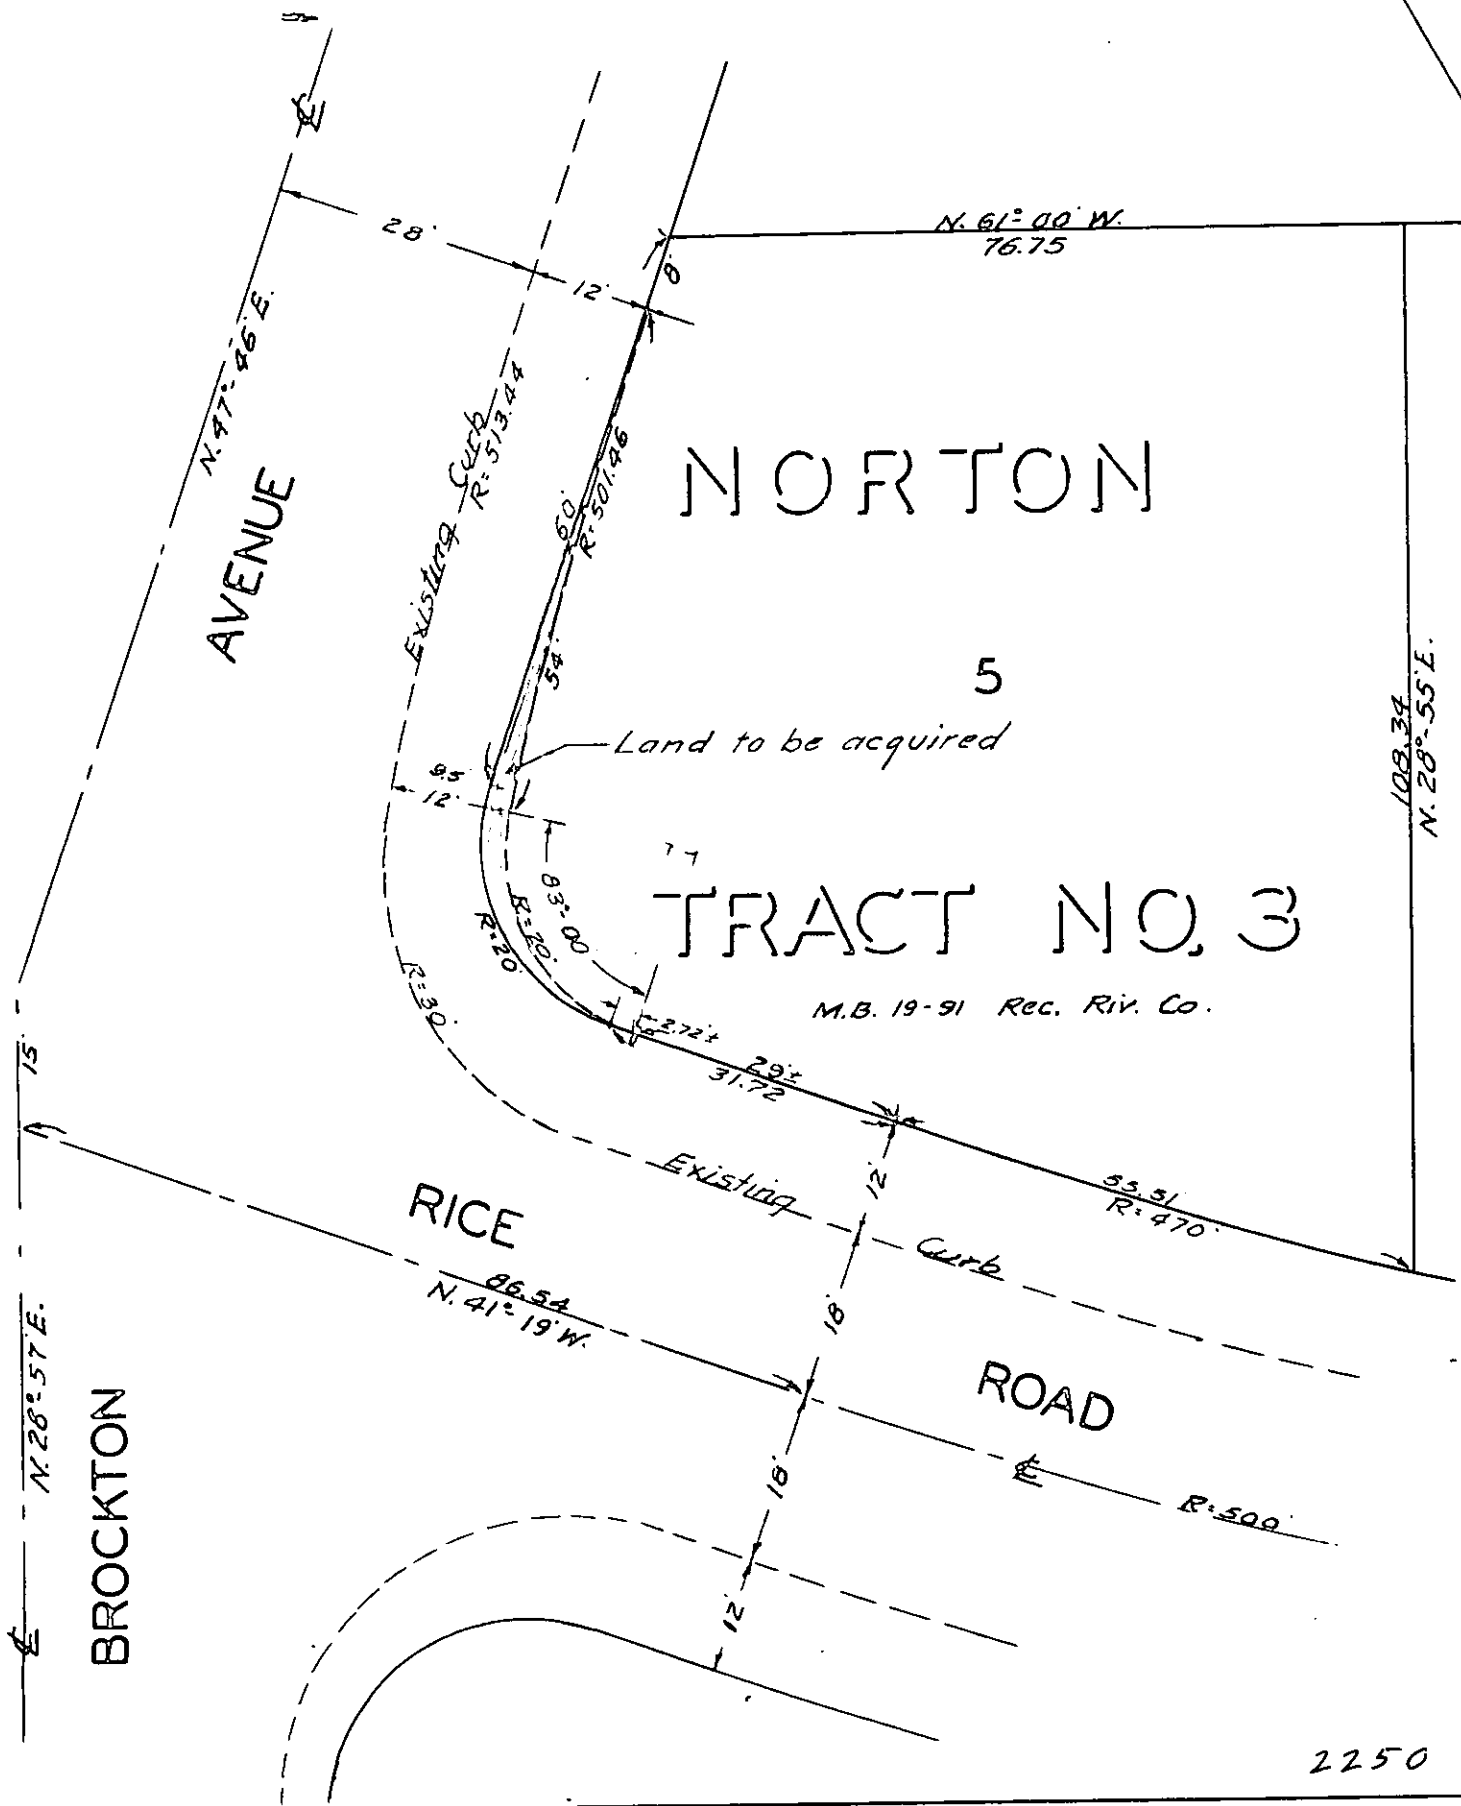 28'
N. 61°00' W.
76.75
8'
12'
N. 47°-46' E.
Existing Curb
R=513.44
60'
R=501.46
AVENUE
NORTON
5
54'
Land to be acquired
9.5
12'
108.34
N. 28°-55' E.
83°-00'
R=20'
R=20'
TRACT NO. 3
M.B. 19-91 Rec. Riv. Co.
R=30'
2.72±
29±
31.72
15'
Existing Curb
12'
55.51
R=470'
RICE
86.54
N. 41°-19' W.
18'
ROAD
N. 28°-57' E.
BROCKTON
18'
R=500'
12'
2250